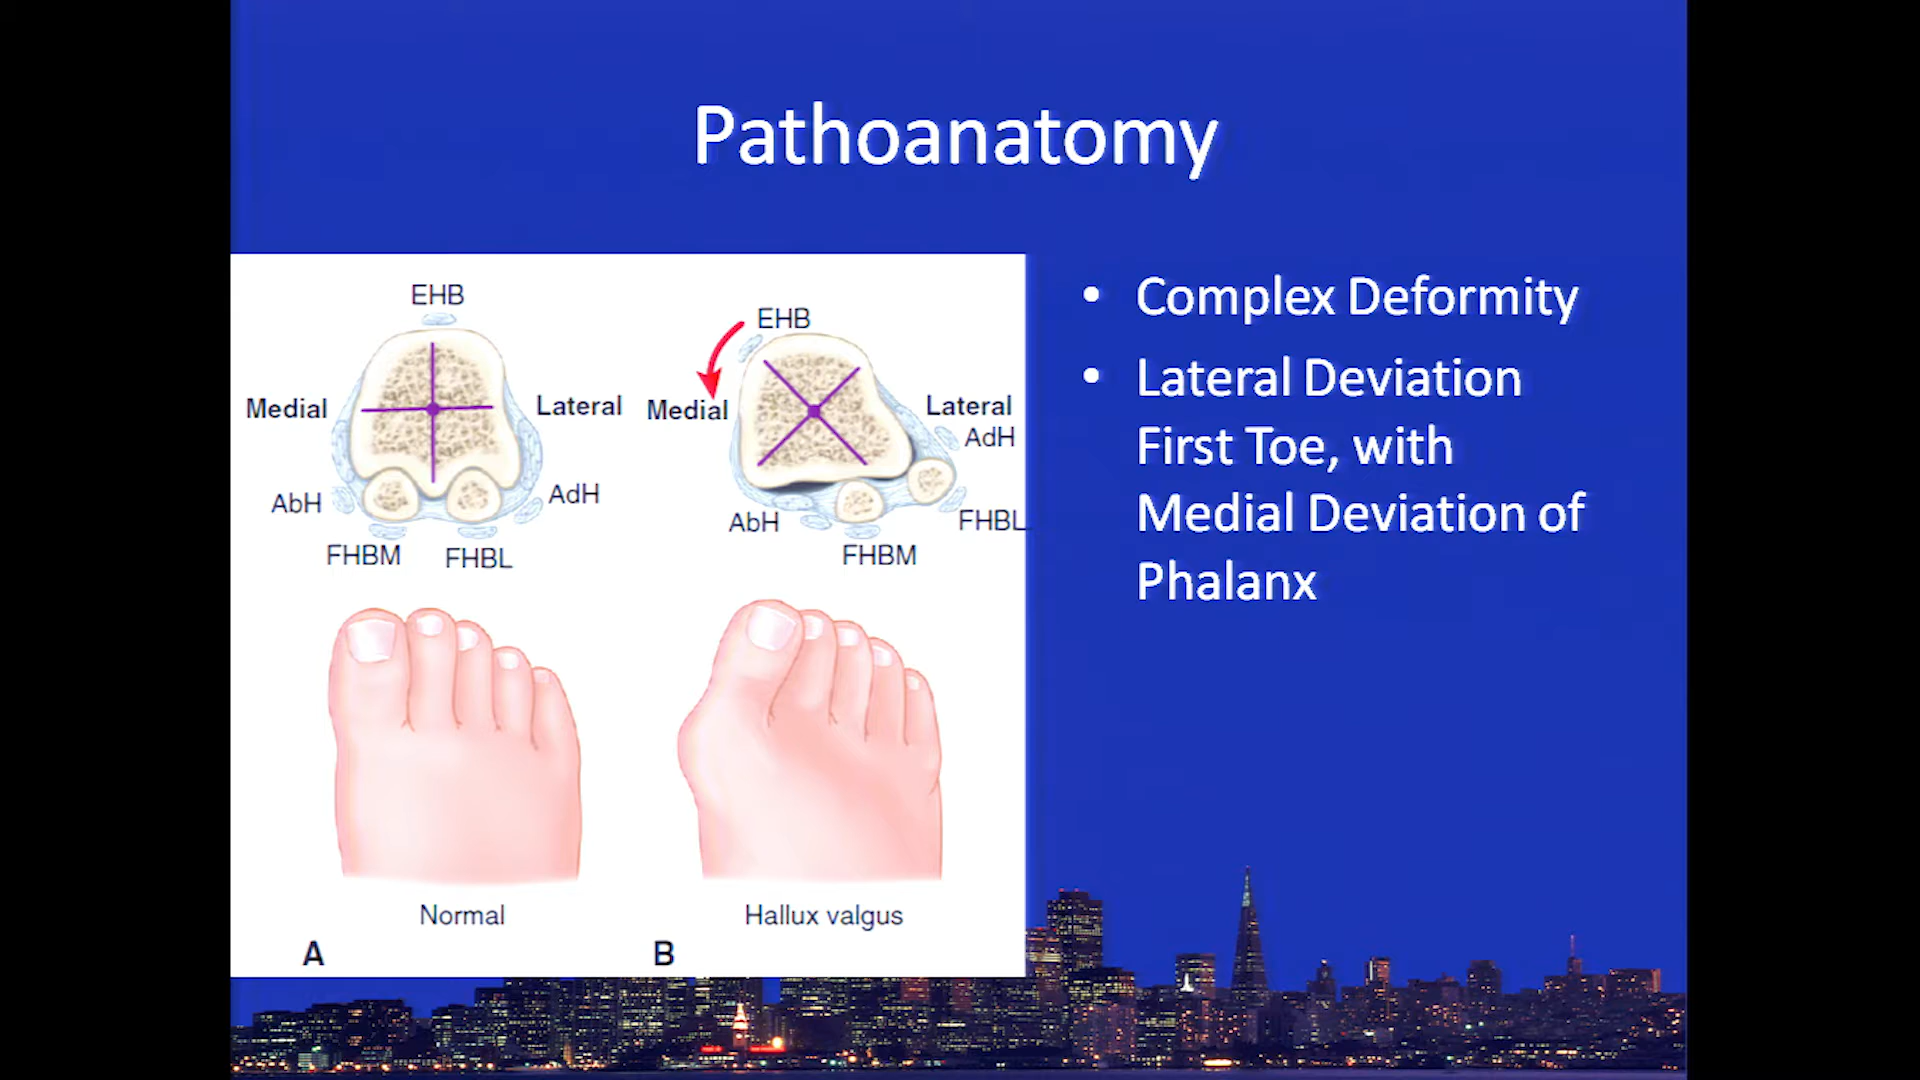 Pathoanatomy
EHB
Medial
Lateral
AbH
AdH
FHBM
FHBL
Normal
A
EHB
Medial
Lateral
AdH
AbH
FHBL
FHBM
Hallux valgus
B
• Complex Deformity
• Lateral Deviation
First Toe, with
Medial Deviation of
Phalanx